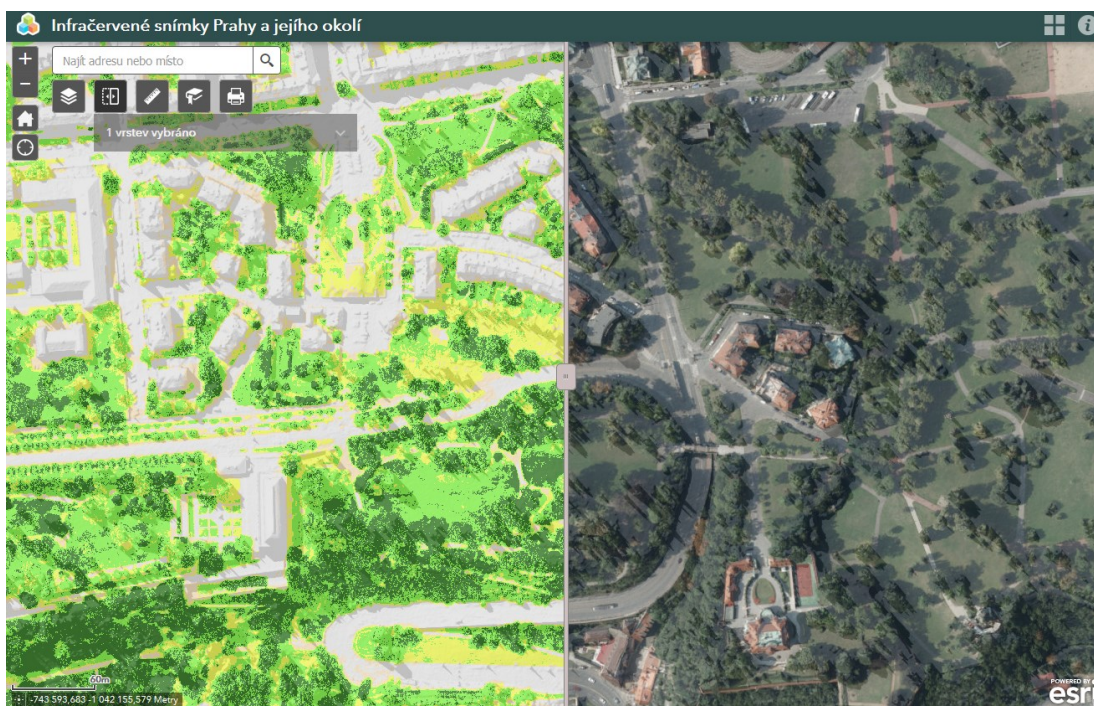 Infračervené snímky Prahy a jejího okolí
+
Najít adresu nebo místo
−
1 vrstev vybráno
60m
-743 593,683 -1 042 155,579 Metry
POWERED BY
esri